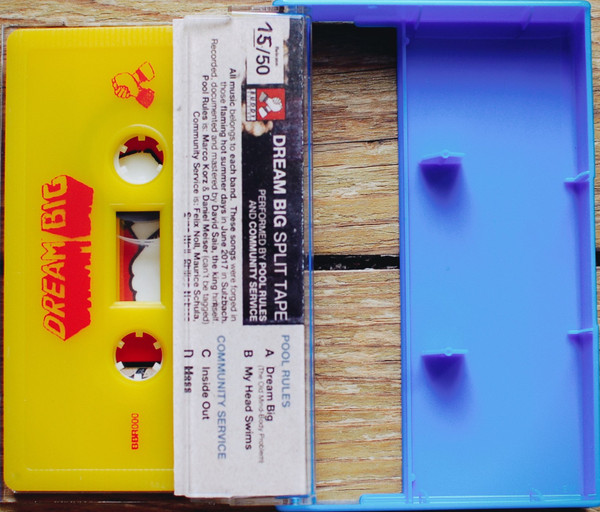 DREAM BIG
15/50
DREAM BIG SPLIT TAPE
PERFORMED BY POOL RULES
AND COMMUNITY SERVICE
All music belongs to each band. These songs were forged in
those flaming hot summer days in June 2017 in Sulzbach.
Recorded, documented and mastered by David Sala, the king himself
Pool Rules is: Marco Korz & Daniel Meiser (can't be tagged)
Community Service is: Felix Noll, Maurice Schula,
POOL RULES
A Dream Big
(The Old Mind-Body Problem)
B My Head Swims
COMMUNITY SERVICE
C Inside Out
D Mess